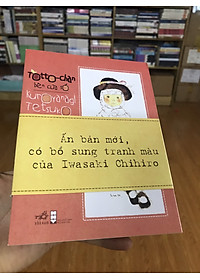 Totto-chan
bên cửa sổ
Kuroyanagi
Tetsuko
Ấn bản mới,
có bổ sung tranh màu
của Iwasaki Chihiro